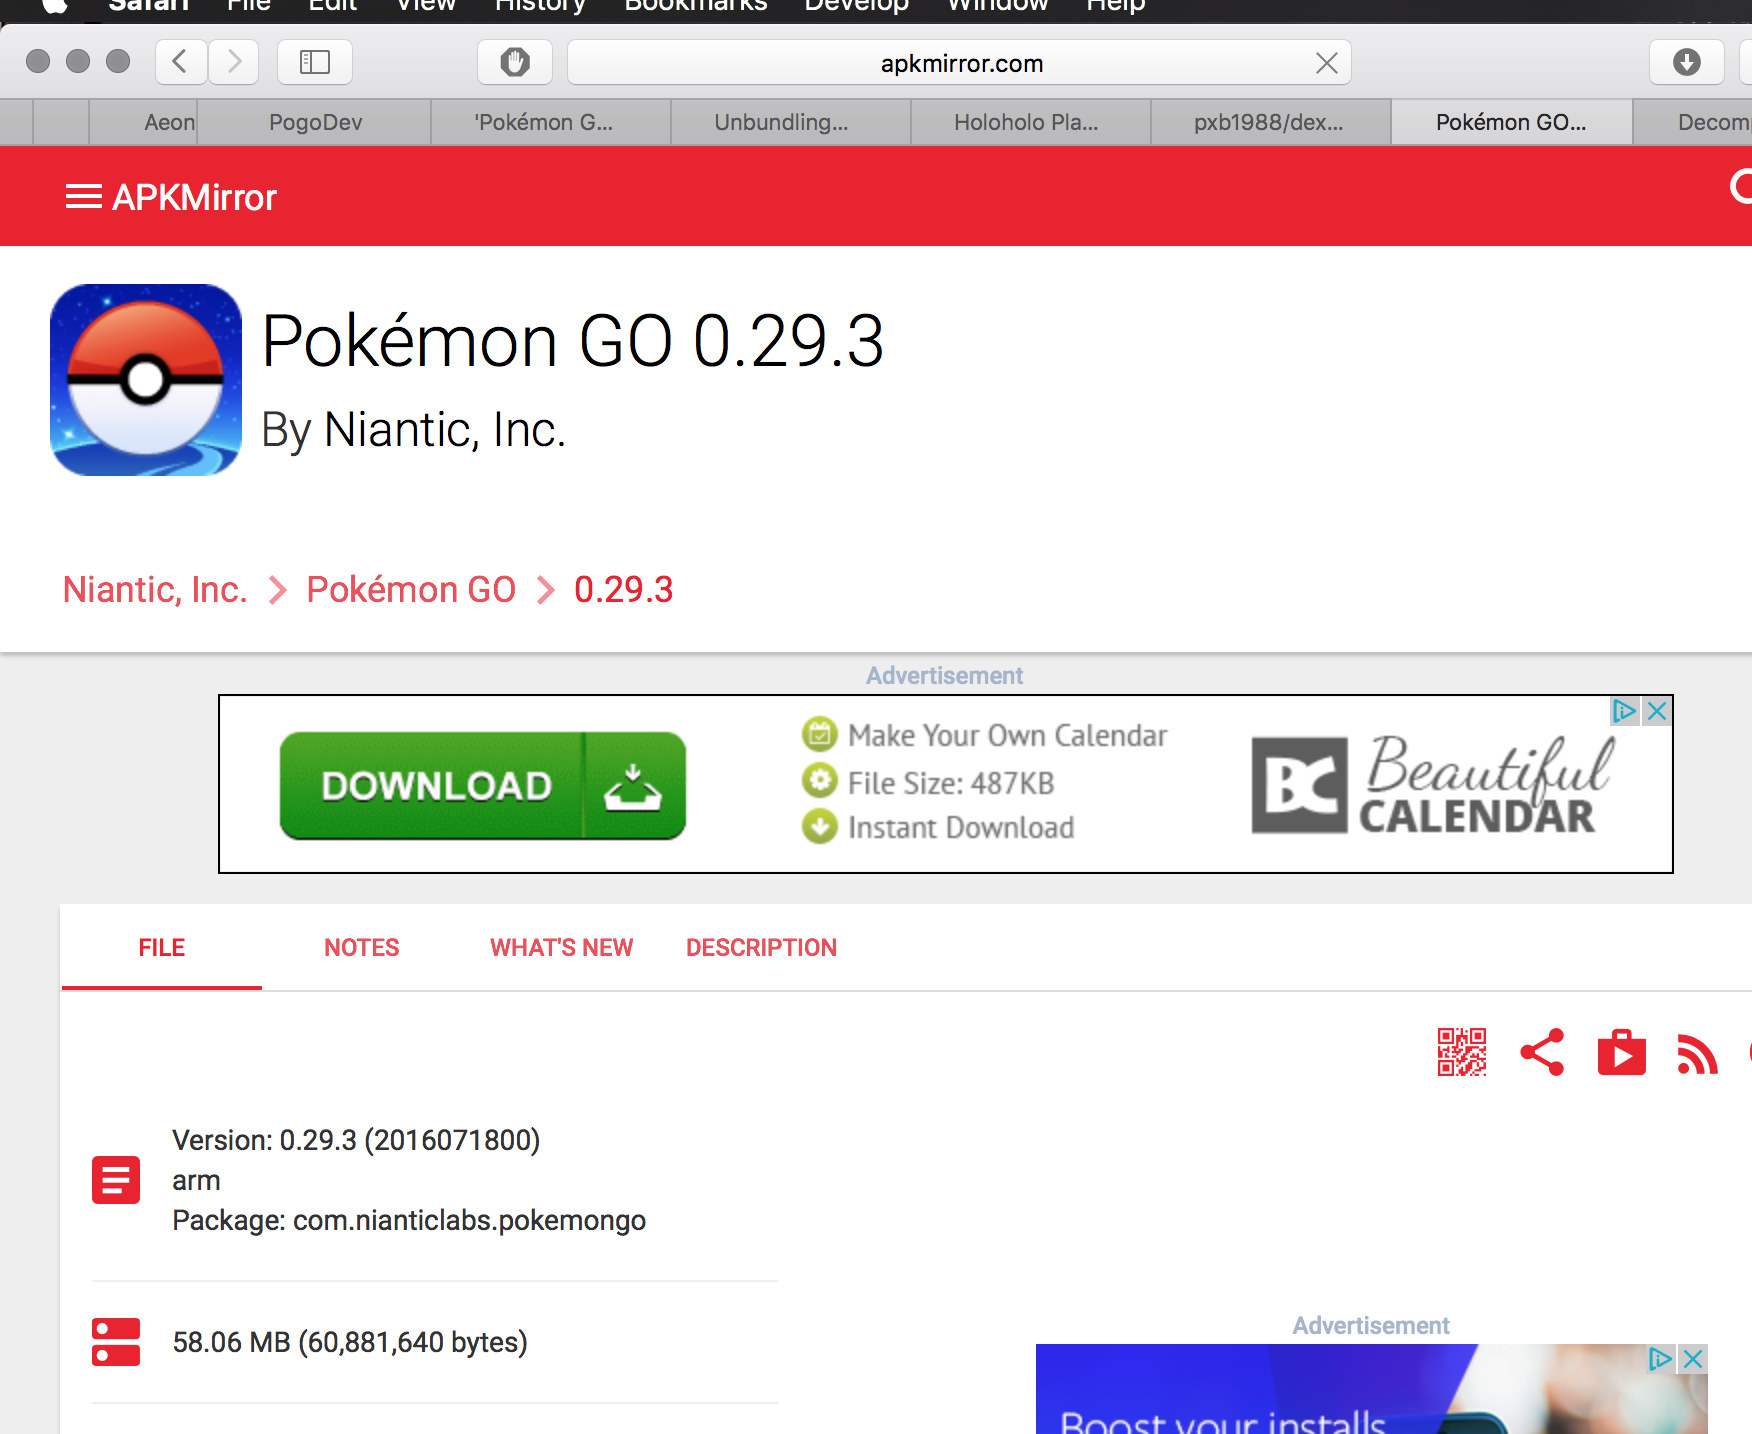 Safari File Edit View History Bookmarks Develop Window Help
apkmirror.com
Aeon PogoDev 'Pokémon G... Unbundling... Holoholo Pla... pxb1988/dex... Pokémon GO... Decom
APKMirror
Pokémon GO 0.29.3
By Niantic, Inc.
Niantic, Inc. > Pokémon GO > 0.29.3
Advertisement
DOWNLOAD
Make Your Own Calendar
File Size: 487KB
Instant Download
BC
Beautiful
CALENDAR
FILE NOTES WHAT'S NEW DESCRIPTION
Version: 0.29.3 (2016071800)
arm
Package: com.nianticlabs.pokemongo
58.06 MB (60,881,640 bytes)
Advertisement
Boost your installs